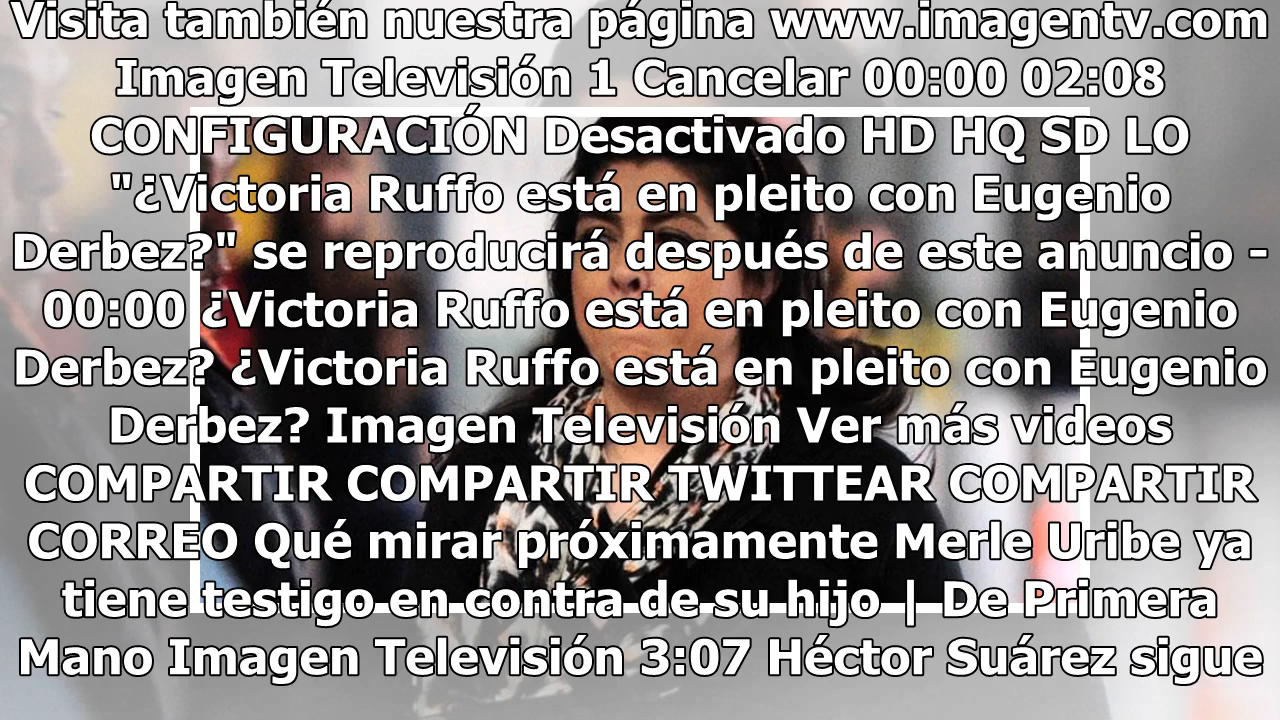 Visita también nuestra página www.imagentv.com
Imagen Televisión 1 Cancelar 00:00 02:08
CONFIGURACIÓN Desactivado HD HQ SD LO
"¿Victoria Ruffo está en pleito con Eugenio
Derbez?" se reproducirá después de este anuncio -
00:00 ¿Victoria Ruffo está en pleito con Eugenio
Derbez? ¿Victoria Ruffo está en pleito con Eugenio
Derbez? Imagen Televisión Ver más videos
COMPARTIR COMPARTIR TWITTEAR COMPARTIR
CORREO Qué mirar próximamente Merle Uribe ya
tiene testigo en contra de su hijo | De Primera
Mano Imagen Televisión 3:07 Héctor Suárez sigue